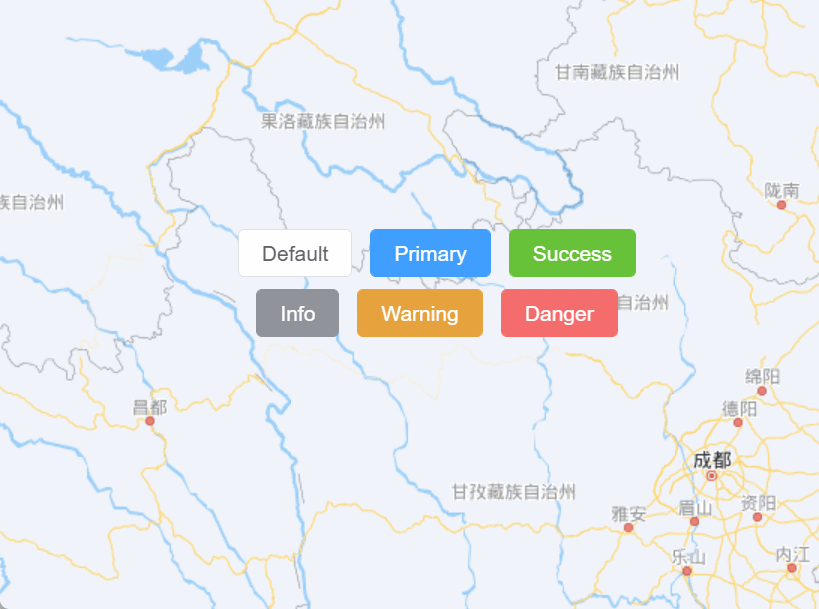 甘南藏族自治州
果洛藏族自治州
陇南
族自治州
Default
Primary
Success
自治州
Info
Warning
Danger
绵阳
昌都
德阳
成都
甘孜藏族自治州
资阳
眉山
雅安
内江
乐山